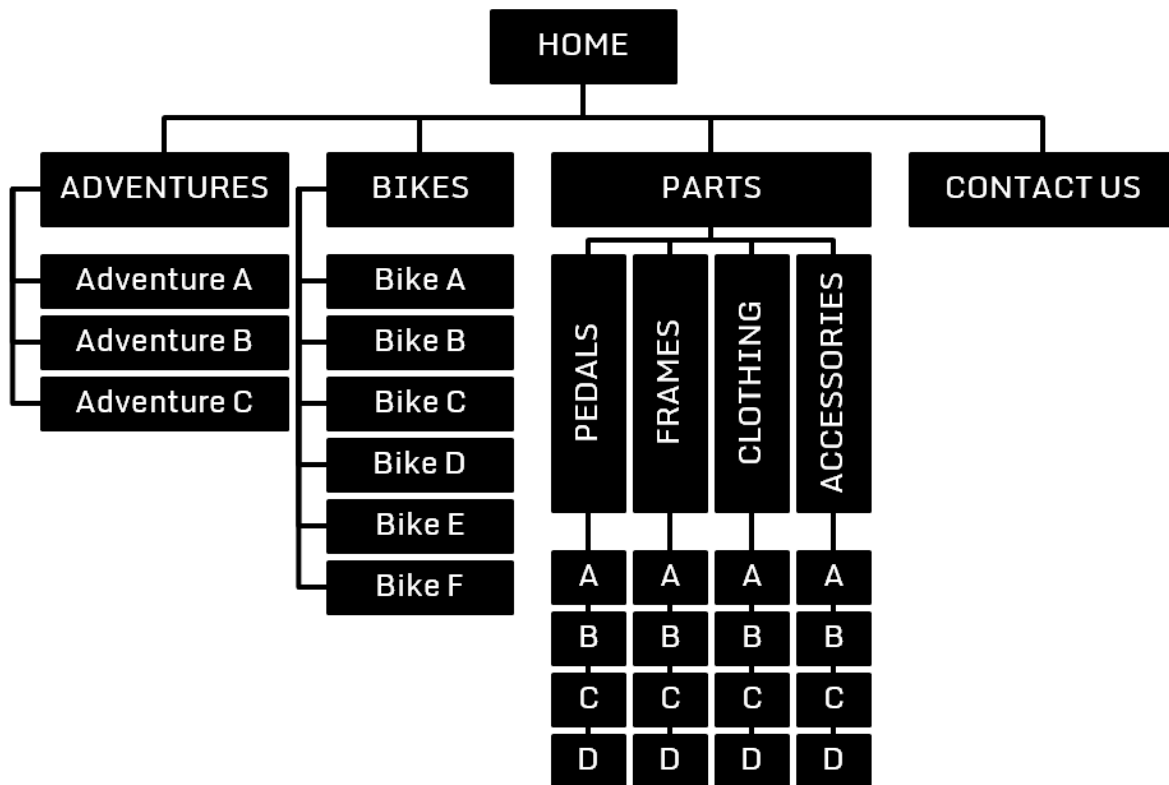 HOME
ADVENTURES
BIKES
PARTS
CONTACT US
Adventure A
Adventure B
Adventure C
Bike A
Bike B
Bike C
Bike D
Bike E
Bike F
PEDALS
FRAMES
CLOTHING
ACCESSORIES
A A A A
B B B B
C C C C
D D D D